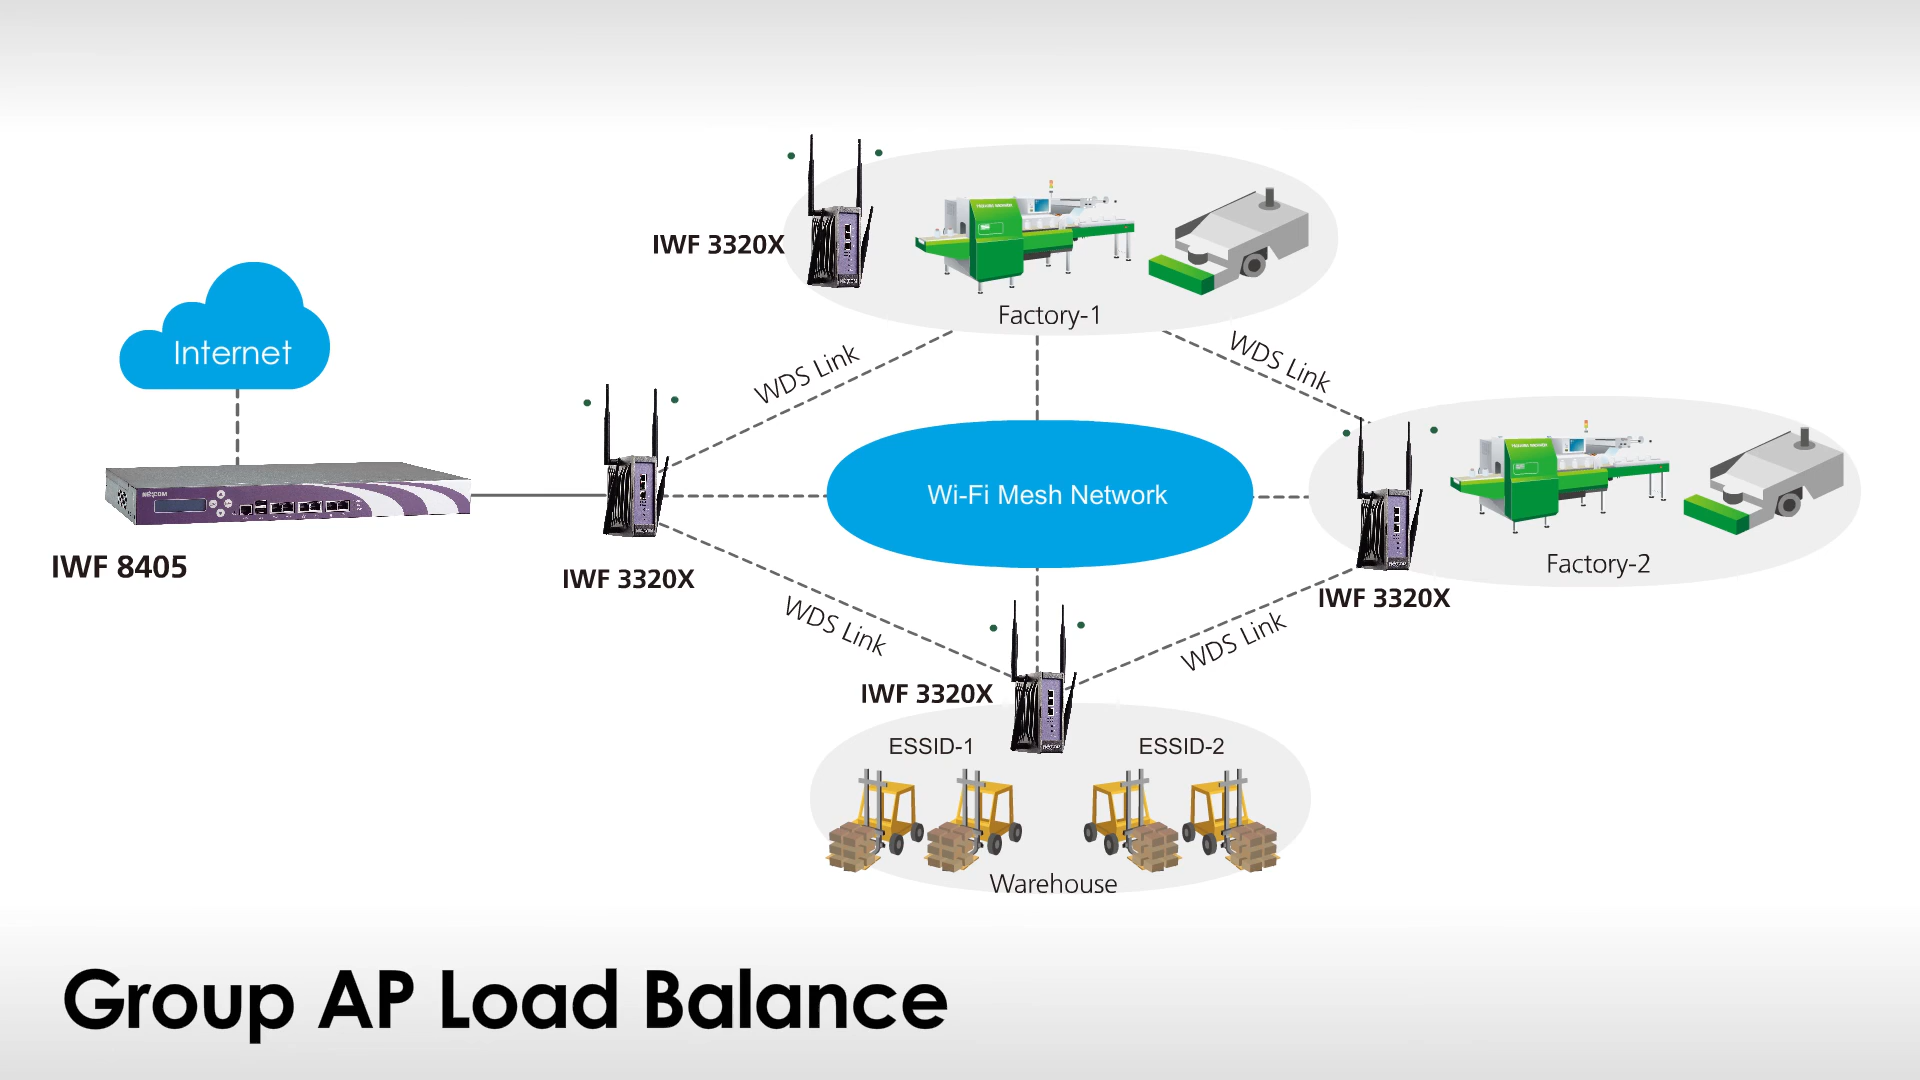 IWF 3320X
Factory-1
Internet
WDS Link
WDS Link
NEXCOM
IWF 8405
IWF 3320X
Wi-Fi Mesh Network
Factory-2
IWF 3320X
WDS Link
WDS Link
IWF 3320X
ESSID-1
ESSID-2
Warehouse
Group AP Load Balance